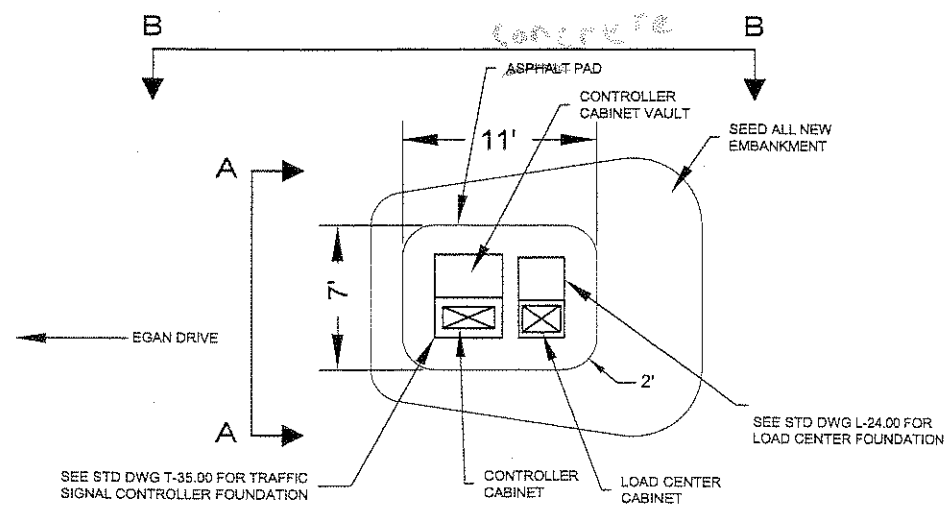 B
B
Concrete
ASPHALT PAD
CONTROLLER
CABINET VAULT
SEED ALL NEW
EMBANKMENT
11'
A
7'
EGAN DRIVE
2'
A
SEE STD DWG L-24.00 FOR
LOAD CENTER FOUNDATION
SEE STD DWG T-35.00 FOR TRAFFIC
SIGNAL CONTROLLER FOUNDATION
CONTROLLER
CABINET
LOAD CENTER
CABINET